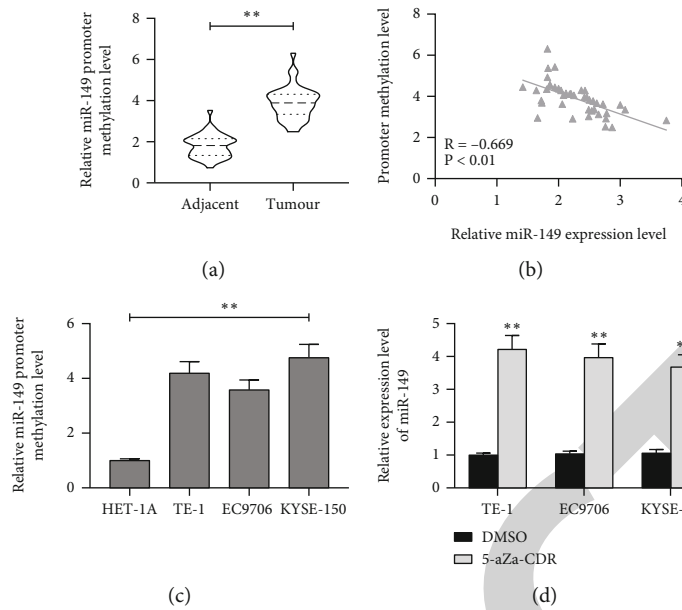 Relative miR-149 promoter
methylation level
8
6
4
2
0
**
Adjacent
Tumour
(a)
Promoter methylation level
8
6
4
2
0
R = −0.669
P < 0.01
0
1
2
3
4
Relative miR-149 expression level
(b)
Relative miR-149 promoter
methylation level
6
4
2
0
**
HET-1A
TE-1
EC9706
KYSE-150
(c)
Relative expression level
of miR-149
5
4
3
2
1
0
**
**
*
TE-1
EC9706
KYSE-
DMSO
5-aZa-CDR
(d)